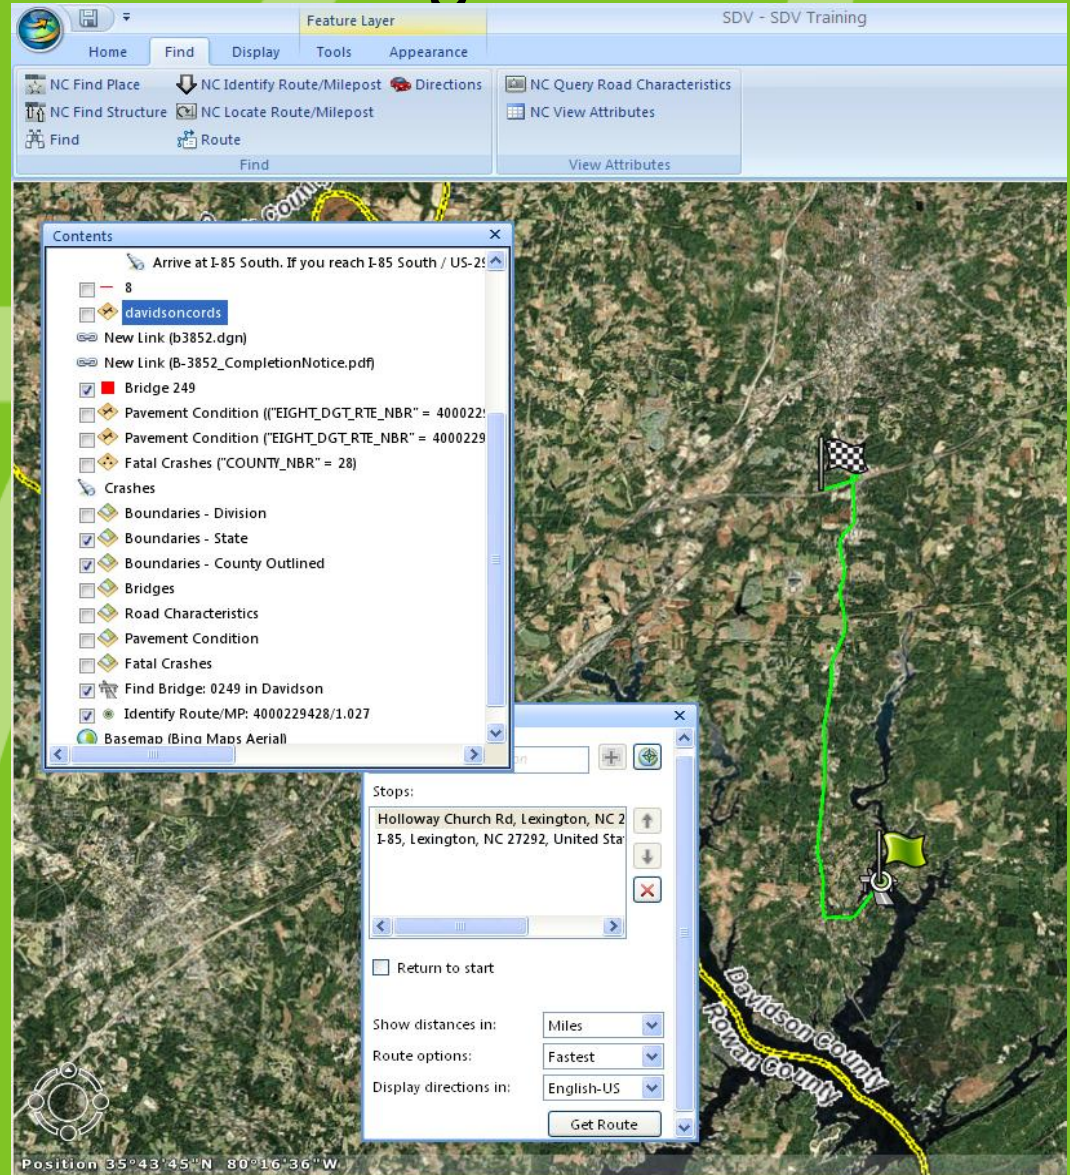 Feature Layer
SDV - SDV Training
Home Find Display Tools Appearance
NC Find Place
NC Identify Route/Milepost
Directions
NC Query Road Characteristics
NC Find Structure
NC Locate Route/Milepost
NC View Attributes
Find
Route
Find
View Attributes
County
Contents
Arrive at I-85 South. If you reach I-85 South / US-29
8
davidsoncords
New Link (b3852.dgn)
New Link (B-3852_CompletionNotice.pdf)
Bridge 249
Pavement Condition (("EIGHT_DGT_RTE_NBR" = 400022
Pavement Condition ("EIGHT_DGT_RTE_NBR" = 4000229
Fatal Crashes ("COUNTY_NBR" = 28)
Crashes
Boundaries - Division
Boundaries - State
Boundaries - County Outlined
Bridges
Road Characteristics
Pavement Condition
Fatal Crashes
Find Bridge: 0249 in Davidson
Identify Route/MP: 4000229428/1.027
Basemap (Bing Maps Aerial)
Stops:
Holloway Church Rd, Lexington, NC 2
I-85, Lexington, NC 27292, United Sta
Return to start
Show distances in: Miles
Route options: Fastest
Display directions in: English-US
Get Route
Davidson County
Rowan County
Position 35°43'45"N 80°16'36"W